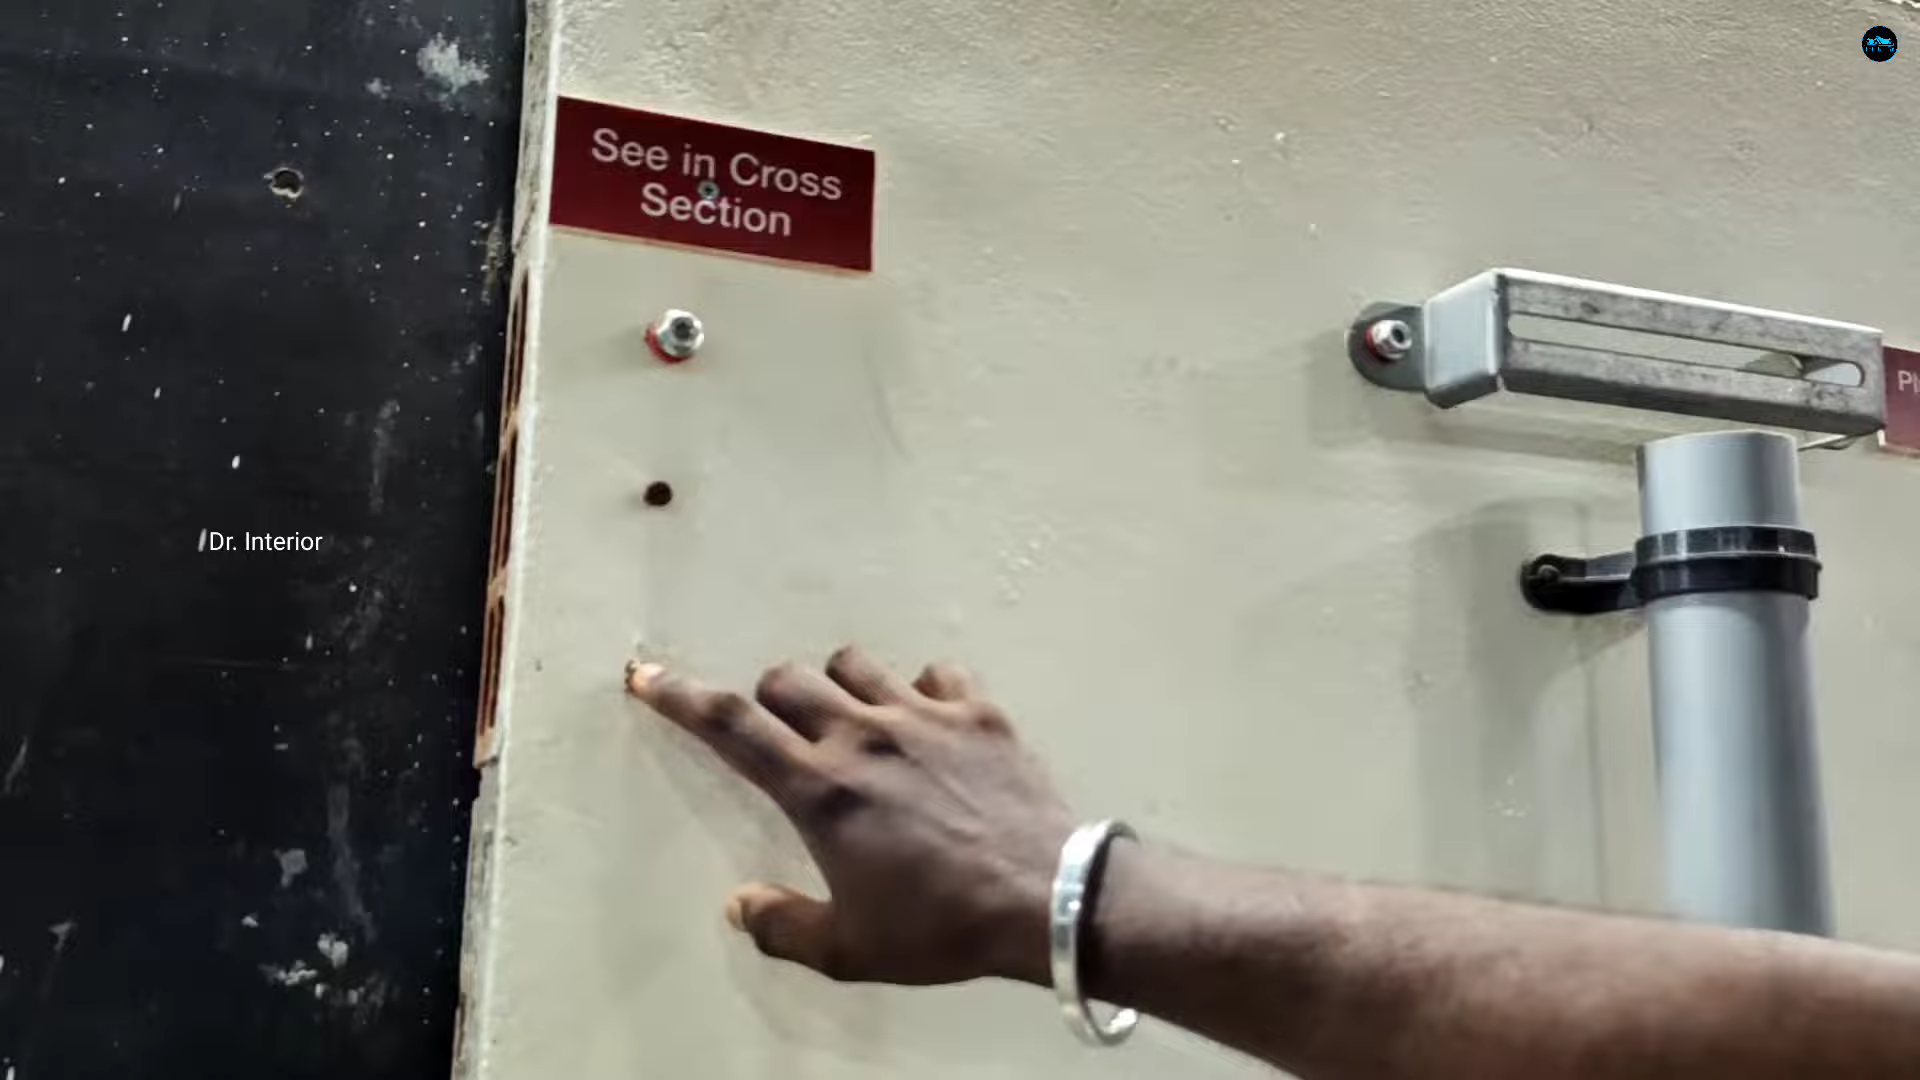 See in Cross
Section
Dr. Interior